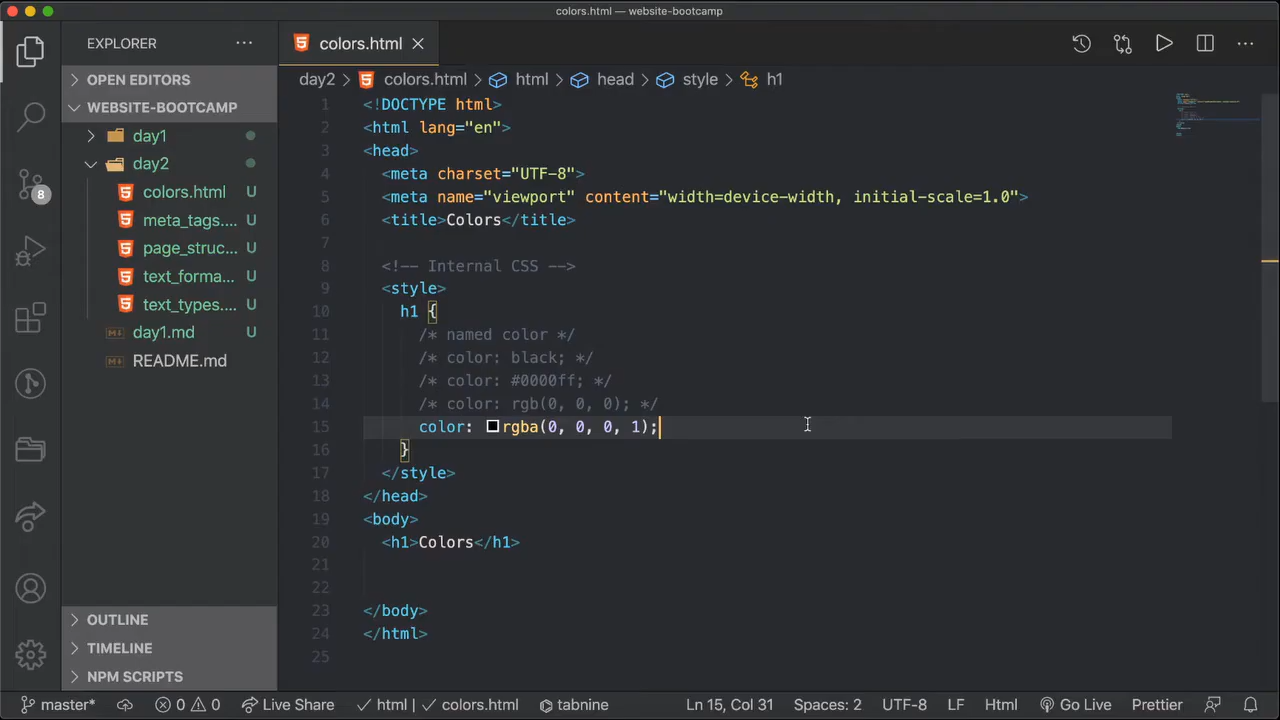 colors.html — website-bootcamp
EXPLORER
colors.html
OPEN EDITORS
WEBSITE-BOOTCAMP
day1
day2
colors.html U
meta_tags.... U
page_struc... U
text_forma... U
text_types.... U
day1.md U
README.md
8
OUTLINE
TIMELINE
NPM SCRIPTS
day2 > colors.html > html > head > style > h1
1 <!DOCTYPE html>
2 <html lang="en">
3 <head>
4 <meta charset="UTF-8">
5 <meta name="viewport" content="width=device-width, initial-scale=1.0">
6 <title>Colors</title>
7
8 <!-- Internal CSS -->
9 <style>
10 h1 {
11 /* named color */
12 /* color: black; */
13 /* color: #0000ff; */
14 /* color: rgb(0, 0, 0); */
15 color: rgba(0, 0, 0, 1);
16 }
17 </style>
18 </head>
19 <body>
20 <h1>Colors</h1>
21
22
23 </body>
24 </html>
25
master* 0 0 Live Share html colors.html tabnine Ln 15, Col 31 Spaces: 2 UTF-8 LF Html Go Live Prettier